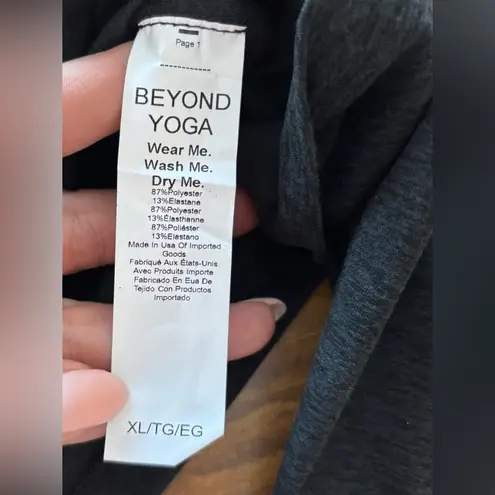 Page 1
------------
BEYOND
YOGA
Wear Me.
Wash Me.
Dry Me.
87%Polyester
13%Elastane
87%Polyester
13%Elasthanne
87%Poliéster
13%Elastano
Made In Usa Of Imported
Goods
Fabriqué Aux États-Unis
Avec Produits Importe
Fabricado En Eua De
Tejido Con Productos
Importado
XL/TG/EG